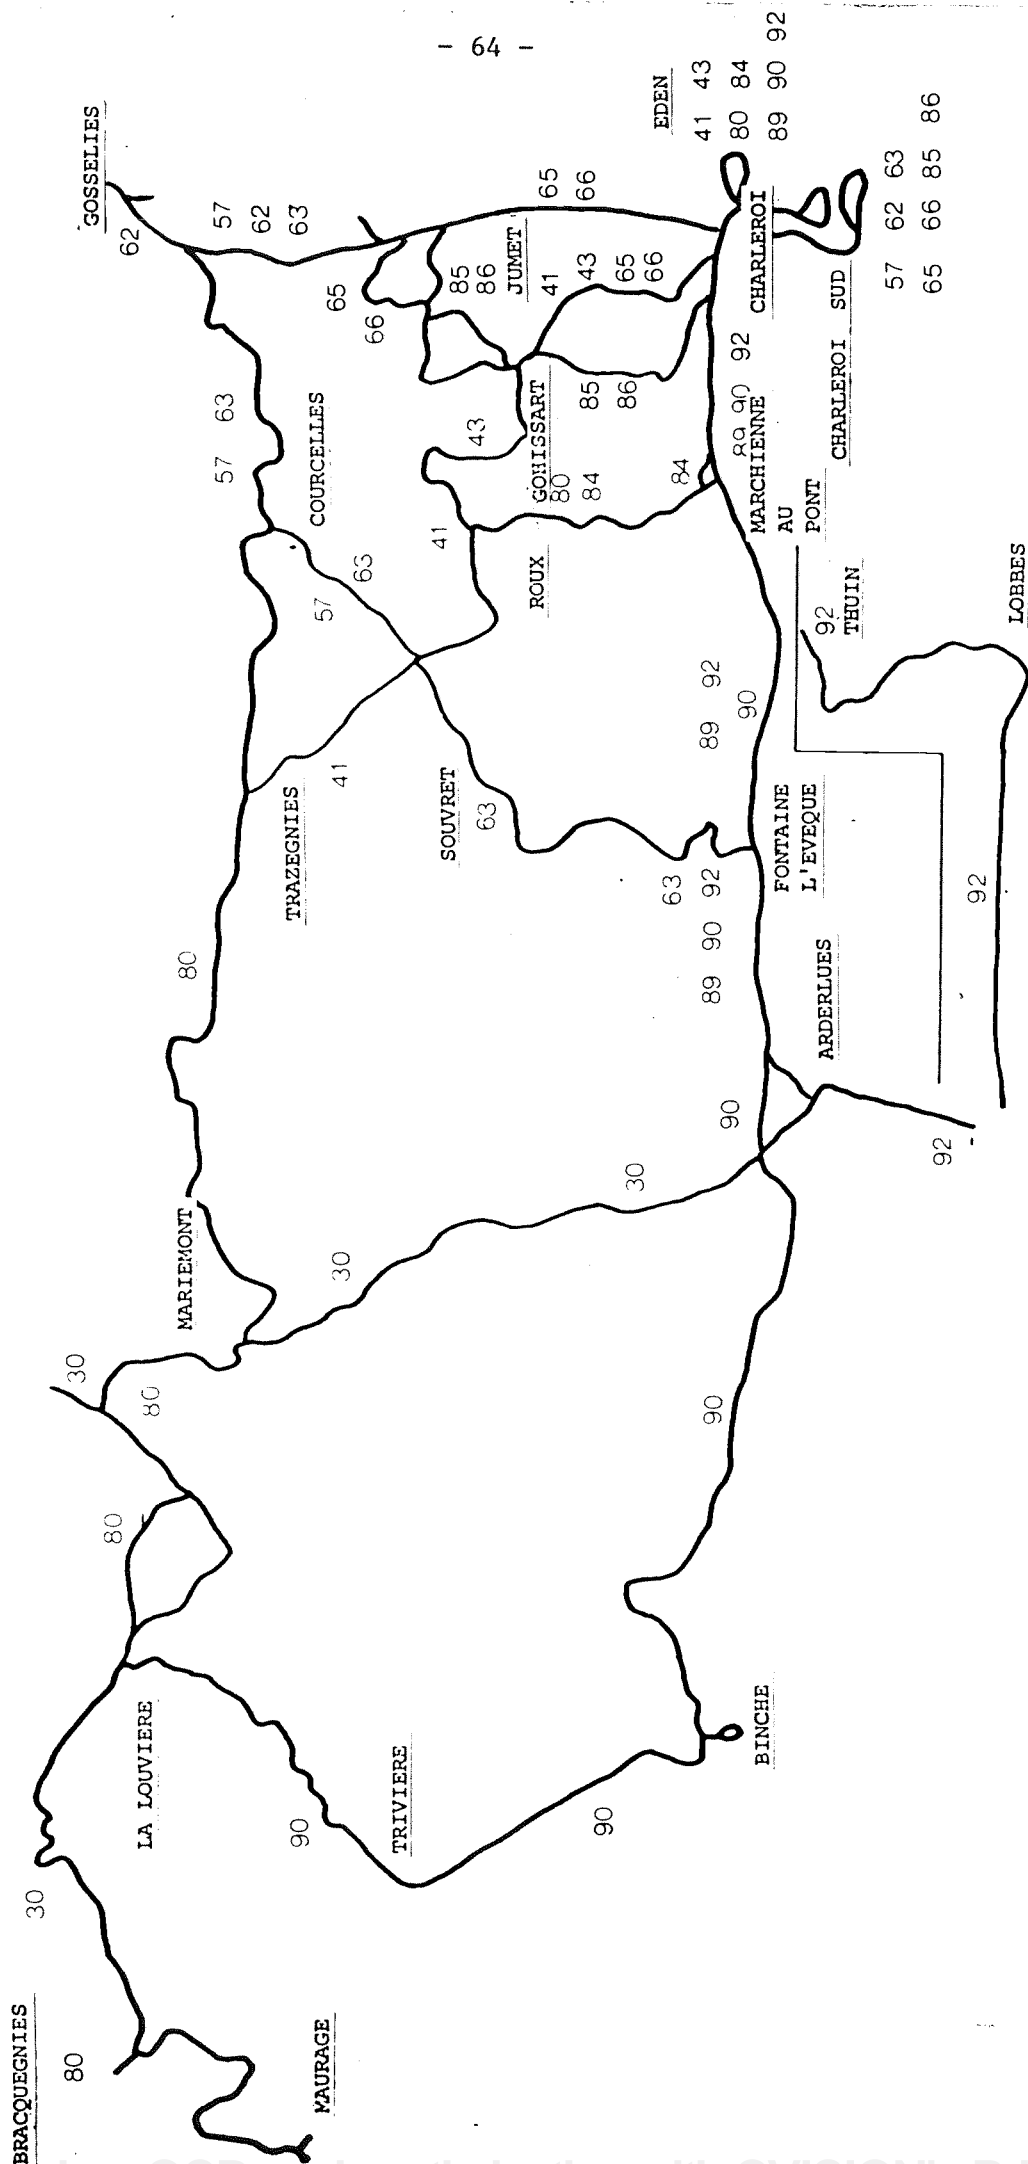 - 64 -
GOSSELIES
62
57
62
63
EDEN
41 43
80 84
89 90 92
65
66
65
66
85
86
JUMET
41
43
65
66
CHARLEROI
CHARLEROI SUD
57 62 63
65 66 85 86
57 63
COURCELLES
43
GOHISSART
85
86
80
84
84
89 90 92
MARCHIENNE
AU
PONT
57 63
41
ROUX
92
THUIN
LOBBES
TRAZEGNIES
41
SOUVRET
63
89 92
90
FONTAINE
L'EVEQUE
63
89 90 92
92
ARDERLUES
80
90
92
MARIEMONT
30
30
30
80
80
90
LA LOUVIERE
30
90
TRIVIERE
90
BINCHE
BRACQUEGNIES
80
MAURAGE